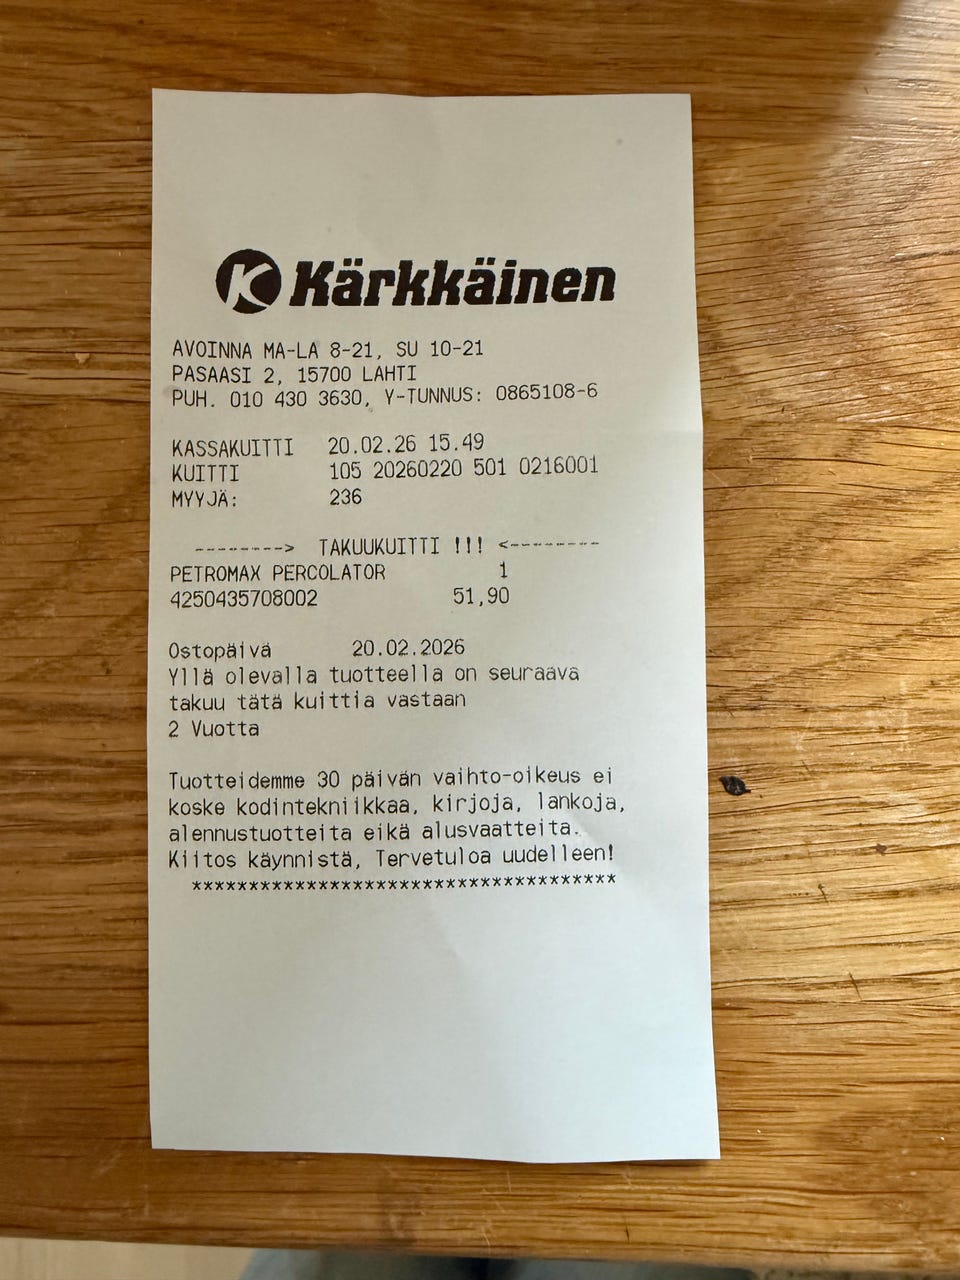 K Kärkkäinen
AVOINNA MA-LA 8-21, SU 10-21
PASAASI 2, 15700 LAHTI
PUH. 010 430 3630, Y-TUNNUS: 0865108-6
KASSAKUITTI 20.02.26 15.49
KUITTI 105 20260220 501 0216001
MYYJÄ: 236
--------> TAKUUKUITTI !!! <--------
PETROMAX PERCOLATOR 1
4250435708002 51,90
Ostopäivä 20.02.2026
Yllä olevalla tuotteella on seuraava
takuu tätä kuittia vastaan
2 Vuotta
Tuotteidemme 30 päivän vaihto-oikeus ei
koske kodintekniikkaa, kirjoja, lankoja,
alennustuotteita eikä alusvaatteita.
Kiitos käynnistä, Tervetuloa uudelleen!
*************************************